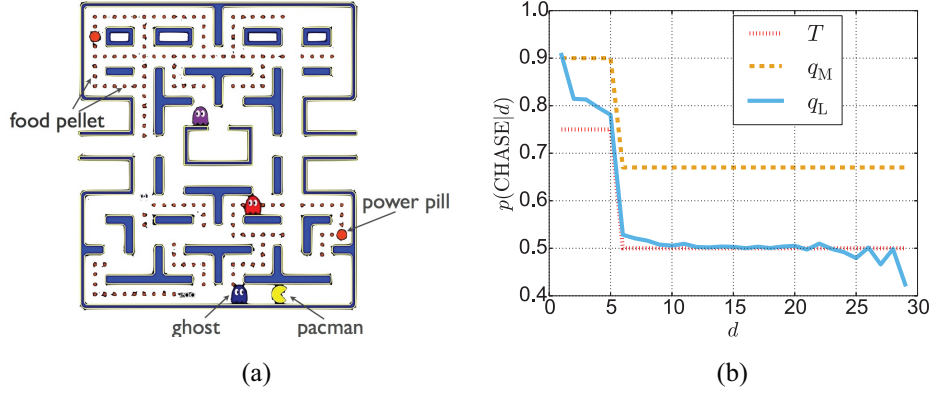 food pellet
power pill
ghost
pacman
(a)
p(CHASE|d)
1.0
0.9
0.8
0.7
0.6
0.5
0.4
0
5
10
15
20
25
30
d
T
q_M
q_L
(b)